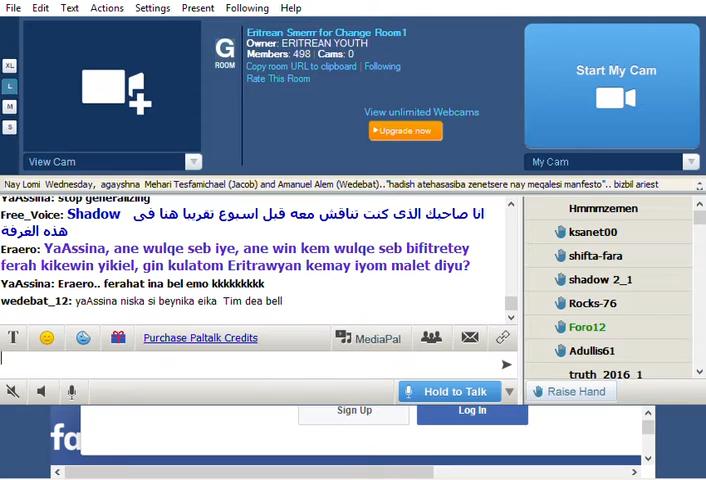 File Edit Text Actions Settings Present Following Help
XL
L
M
S
View Cam
G
ROOM
Eritrean Smerrr for Change Room1
Owner: ERITREAN YOUTH
Members: 498 | Cams: 0
Copy room URL to clipboard | Following
Rate This Room
View unlimited Webcams
Upgrade now
Start My Cam
My Cam
Nay Lomi Wednesday, agayshna Mehari Tesfamichael (Jacob) and Amanuel Alem (Wedebat).."hadish atehasasiba zenetsere nay meqalesi manfesto".. bizbil ariest
YaAssina: stop generalizing
Free_Voice: Shadow انا صاحبك الذى كنت تناقش معه قبل اسبوع تقريبا هنا فى
هذه الغرفة
Eraero: YaAssina, ane wulqe seb iye, ane win kem wulqe seb bifitretey
ferah kikewin yikiel, gin kulatom Eritrawyan kemay iyom malet diyu?
YaAssina: Eraero.. ferahat ina bel emo kkkkkkkkk
wedebat_12: yaAssina niska si beynika eika Tim dea bell
T Purchase Paltalk Credits MediaPal
Hold to Talk
Hmmmzemen
ksanet00
shifta-fara
shadow 2_1
Rocks-76
Foro12
Adullis61
truth_2016_1
Raise Hand
fa
Sign Up
Log In